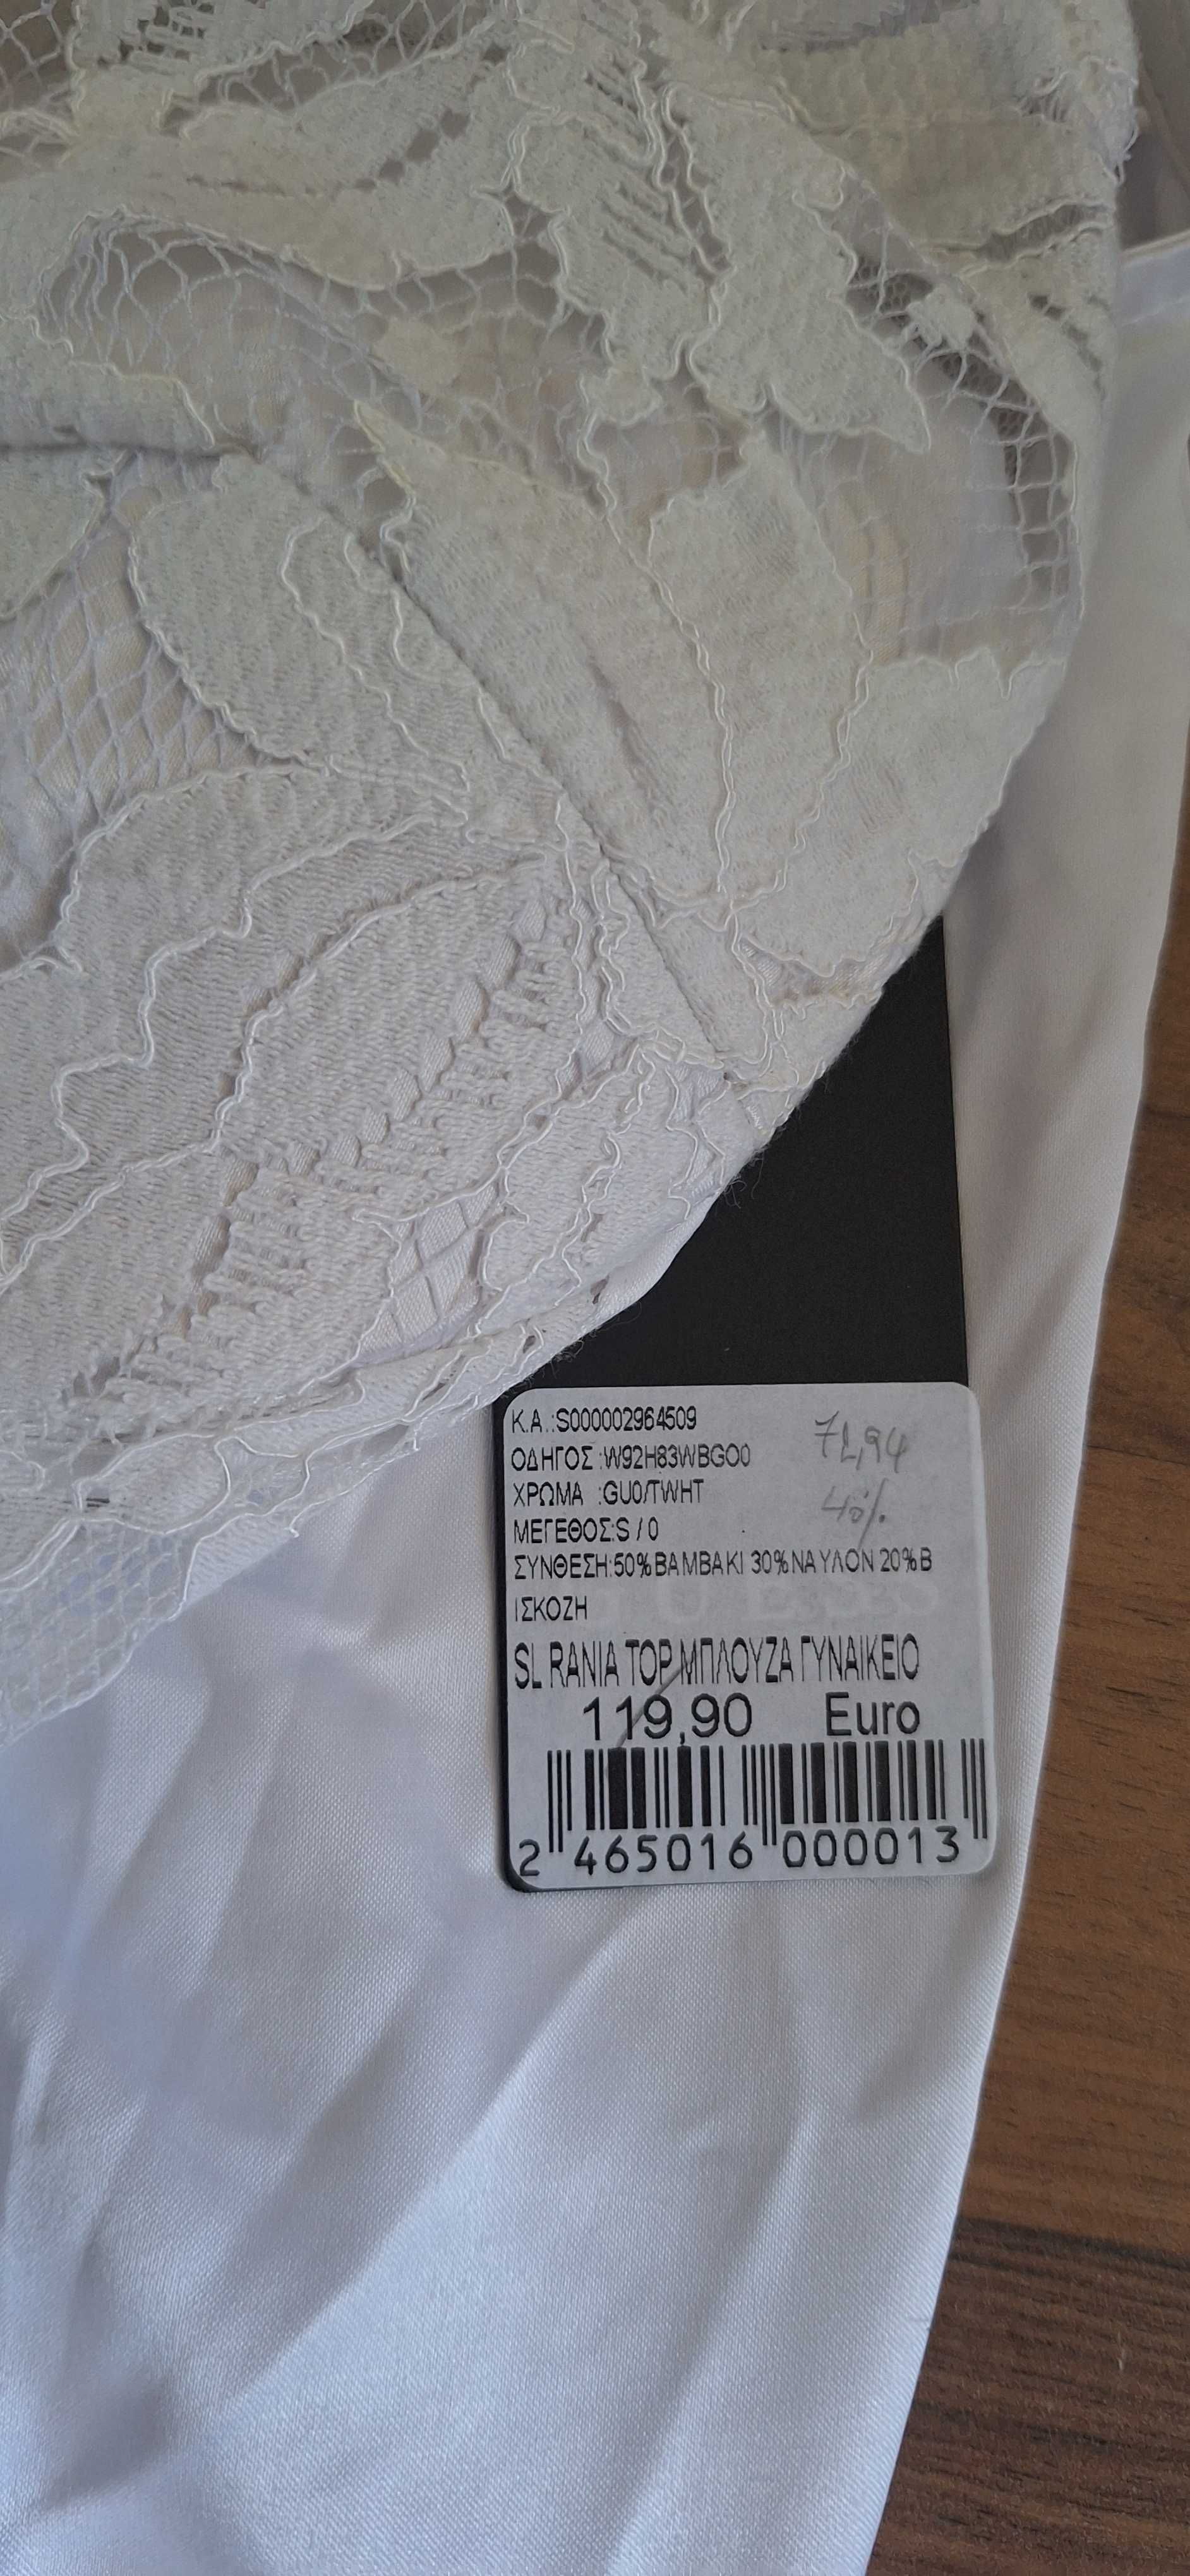 Κ.Α.:S000002964509
ΟΔΗΓΟΣ:W92H83WBGO0
ΧΡΩΜΑ :GU0/TWHT
ΜΕΓΕΘΟΣ:S / 0
ΣΥΝΘΕΣΗ:50%ΒΑΜΒΑΚΙ 30%ΝΑΥΛΟΝ 20%Β
ΙΣΚΟΖΗ
71,94
40%
GUESS
SL RANIA TOP ΜΠΛΟΥΖΑ ΓΥΝΑΙΚΕΙΟ
119,90 Euro
2 465016 000013